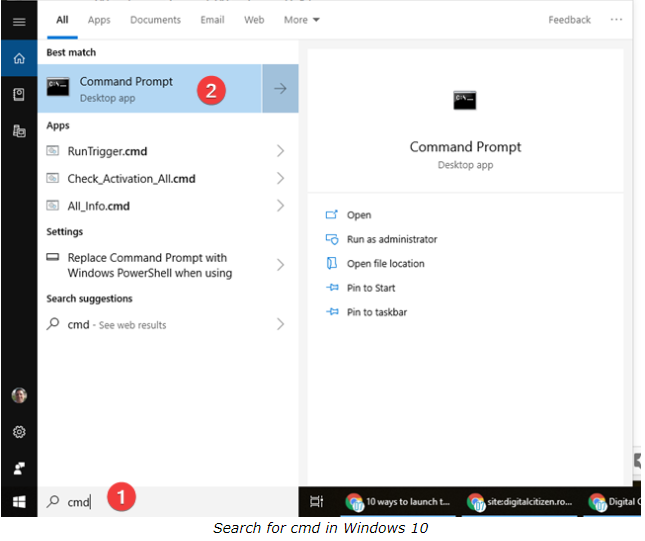 All Apps Documents Email Web More Feedback ...
Best match
Command Prompt
Desktop app
2
Apps
RunTrigger.cmd
Check_Activation_All.cmd
All_Info.cmd
Settings
Replace Command Prompt with
Windows PowerShell when using
Search suggestions
cmd - See web results
Command Prompt
Desktop app
Open
Run as administrator
Open file location
Pin to Start
Pin to taskbar
cmd
1
10 ways to launch t...
site:digitalcitizen.ro...
Digital C
Search for cmd in Windows 10